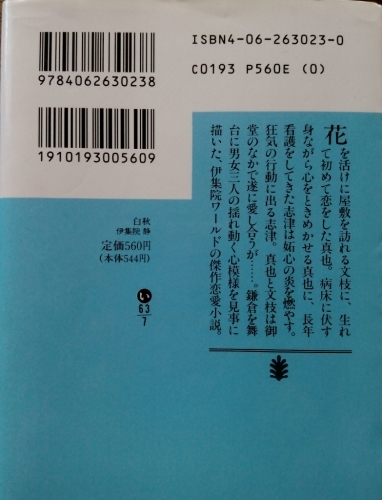 ISBN4-06-263023-0
C0193 P560E (0)
9784062630238
1910193005609
白秋
伊集院 静
定価560円
(本体544円)
い
63
7
花を活けに屋敷を訪れる文枝に、生れ
て初めて恋をした真也。病床に伏す
身ながら心をときめかせる真也に、長年
看護をしてきた志津は妬心の炎を燃やす。
狂気の行動に出る志津。真也と文枝は御
堂のなかで遂に愛し合うが……。鎌倉を舞
台に男女三人の揺れ動く心模様を見事に
描いた、伊集院ワールドの傑作恋愛小説。